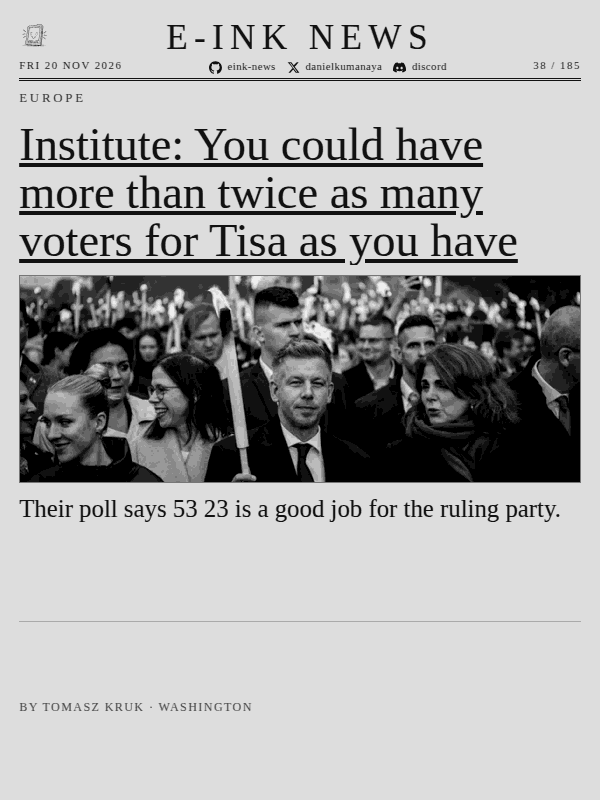 E-INK NEWS
FRI 20 NOV 2026
eink-news
danielkumanaya
discord
38 / 185
EUROPE
Institute: You could have
more than twice as many
voters for Tisa as you have
Their poll says 53 23 is a good job for the ruling party.
BY TOMASZ KRUK · WASHINGTON